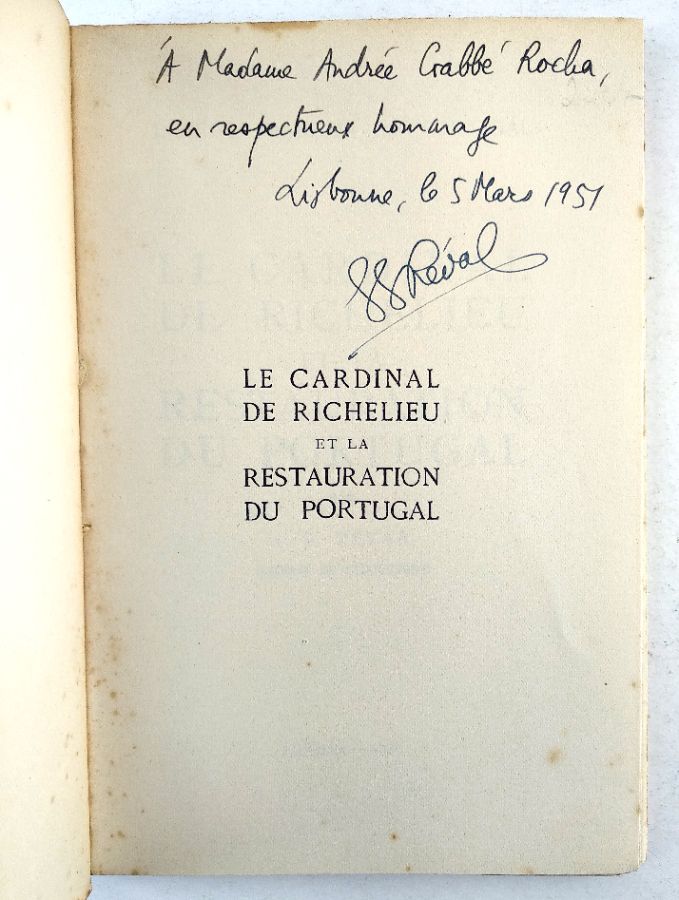 À Madame Andrée Crabbé Rocha,
en respectueux hommage
Lisbonne, le 5 Mars 1951
LE CARDINAL
DE RICHELIEU
ET LA
RESTAURATION
DU PORTUGAL